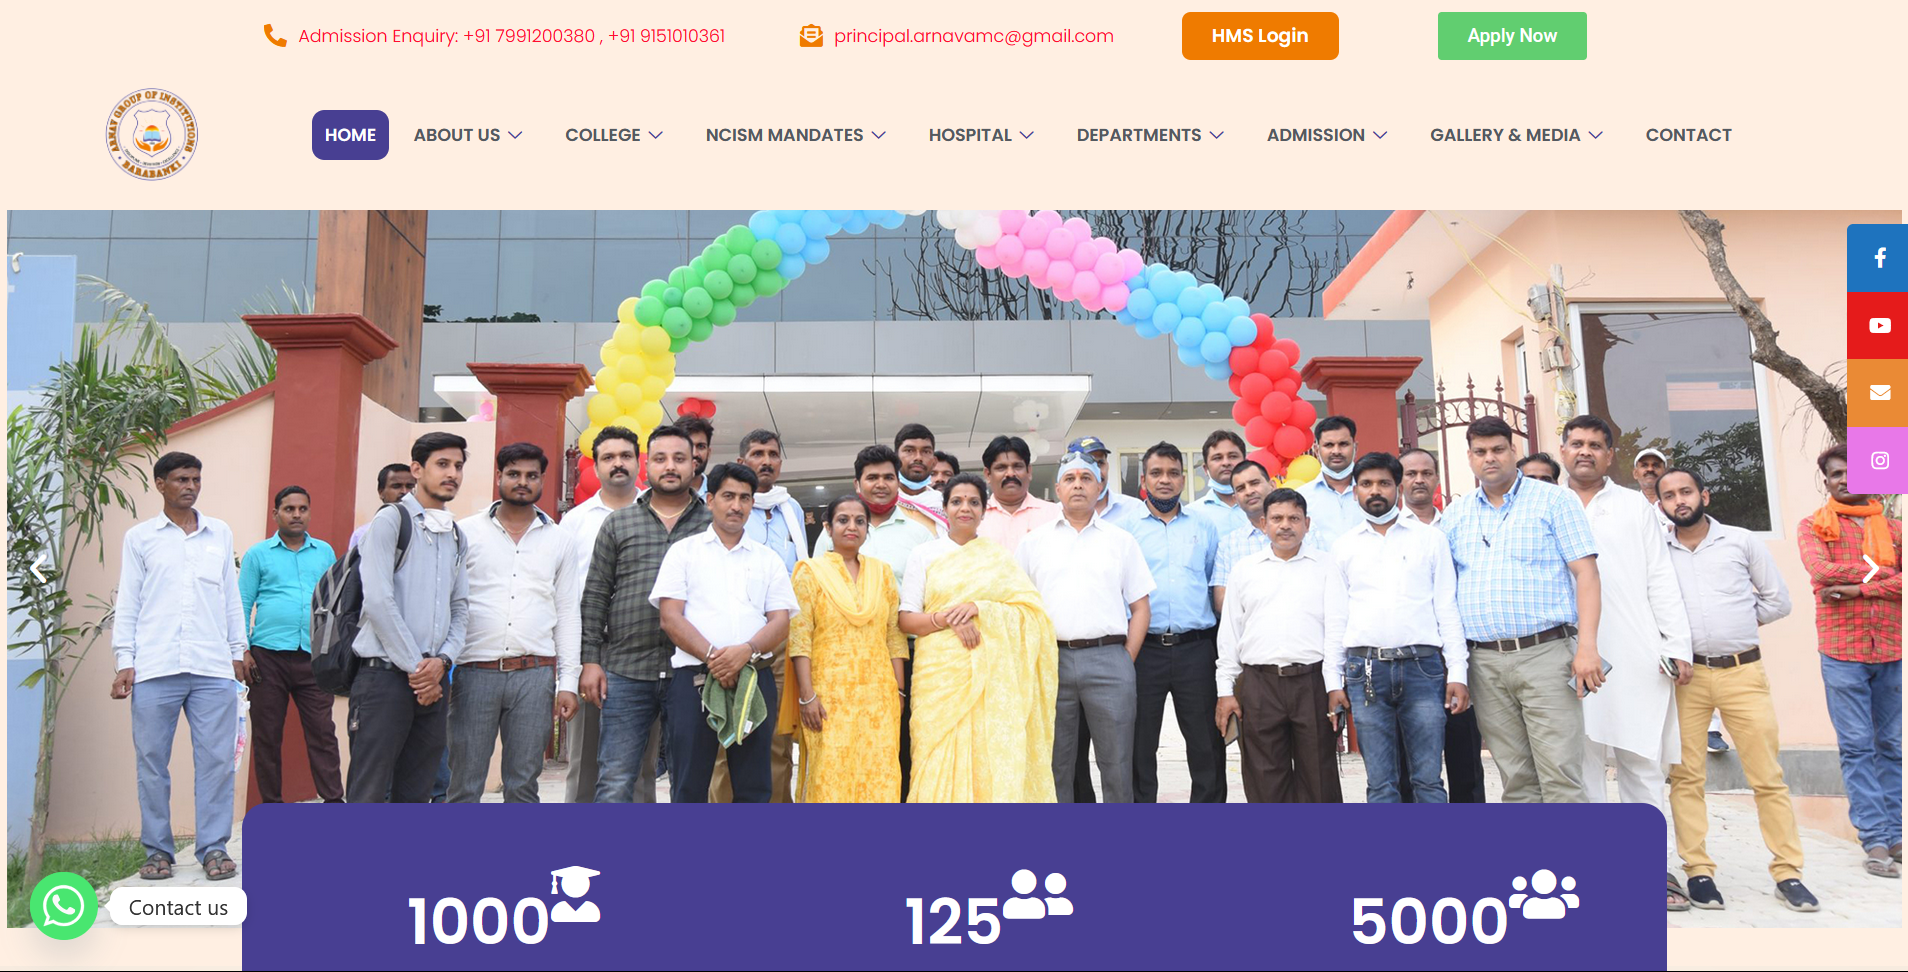 Admission Enquiry: +91 7991200380 , +91 9151010361
principal.arnavamc@gmail.com
HMS Login
Apply Now
ARNAV GROUP OF INSTITUTIONS
BARABANKI
HOME
ABOUT US
COLLEGE
NCISM MANDATES
HOSPITAL
DEPARTMENTS
ADMISSION
GALLERY & MEDIA
CONTACT
Contact us
1000
125
5000